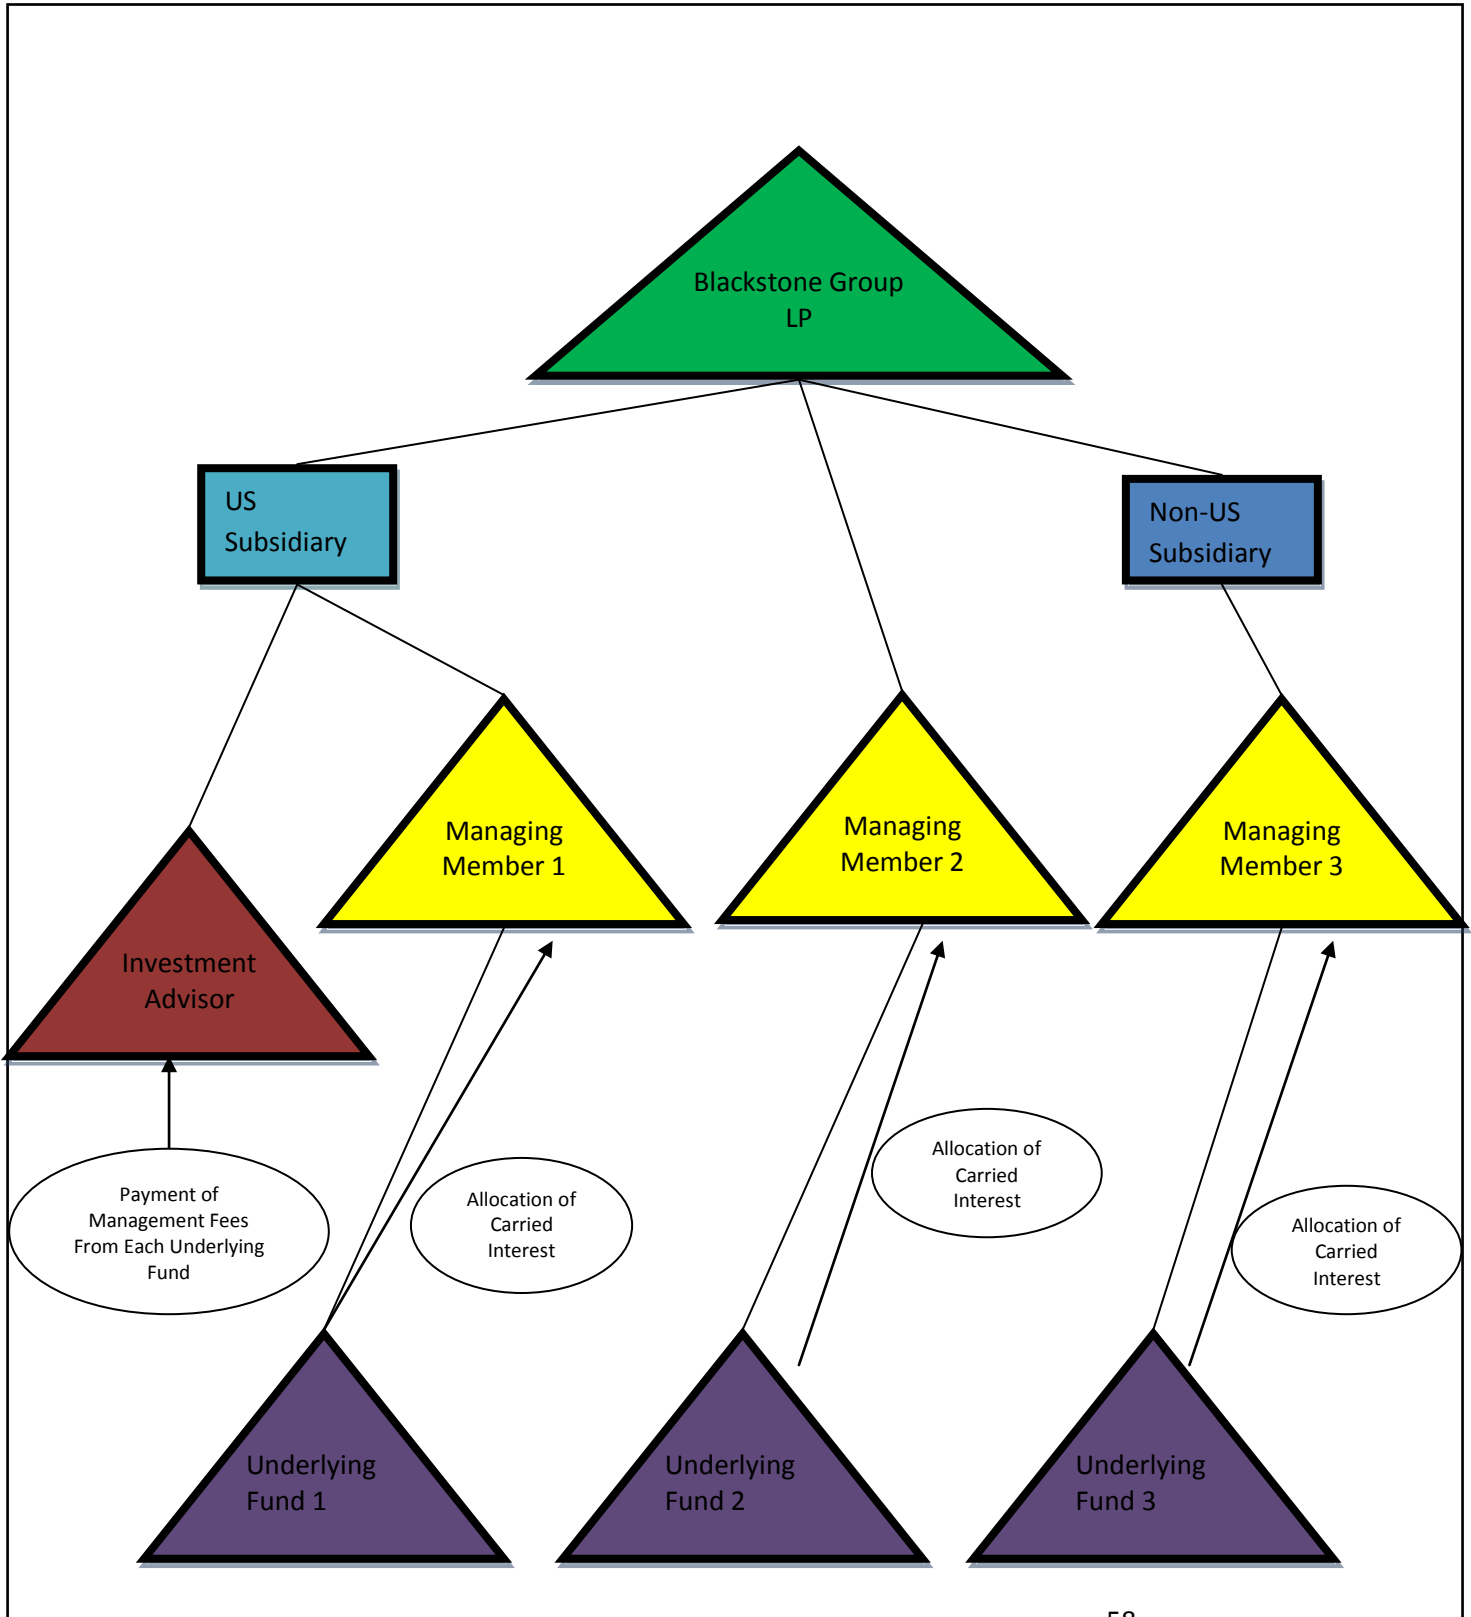 Blackstone Group
LP
US
Subsidiary
Non-US
Subsidiary
Managing
Member 1
Managing
Member 2
Managing
Member 3
Investment
Advisor
Payment of
Management Fees
From Each Underlying
Fund
Allocation of
Carried
Interest
Allocation of
Carried
Interest
Allocation of
Carried
Interest
Underlying
Fund 1
Underlying
Fund 2
Underlying
Fund 3